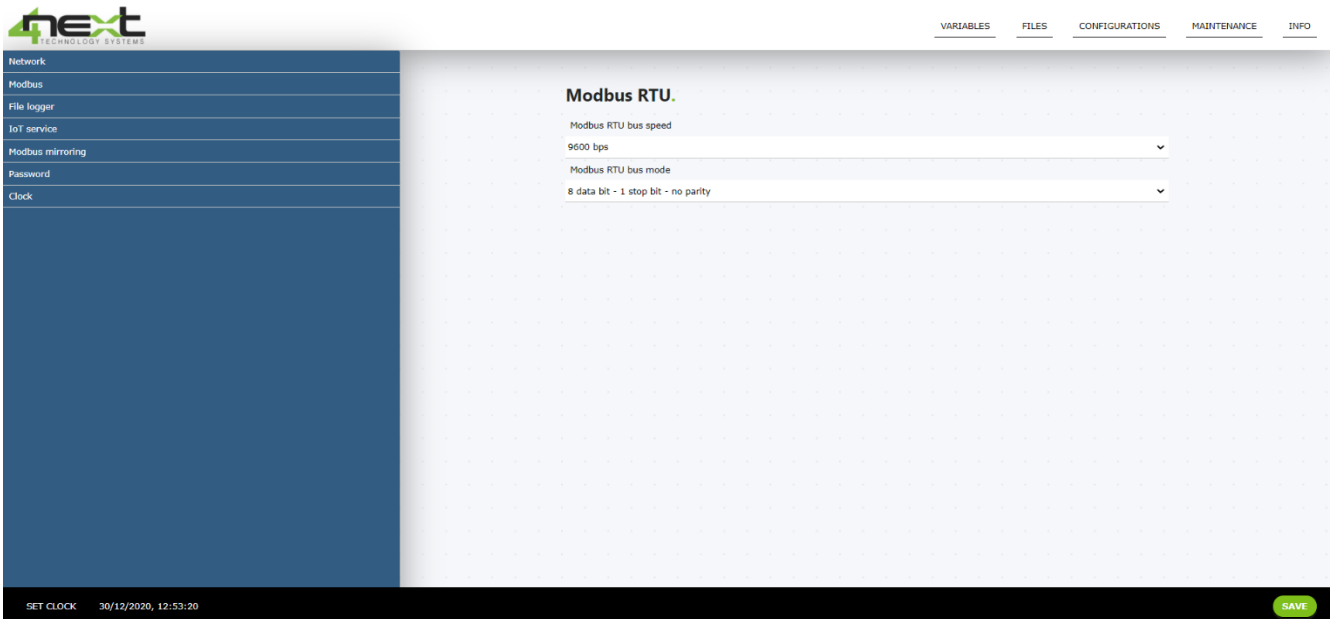 4next
TECHNOLOGY SYSTEMS
VARIABLES FILES CONFIGURATIONS MAINTENANCE INFO
Network
Modbus
File logger
IoT service
Modbus mirroring
Password
Clock
Modbus RTU.
Modbus RTU bus speed
9600 bps
Modbus RTU bus mode
8 data bit - 1 stop bit - no parity
SET CLOCK 30/12/2020, 12:53:20 SAVE